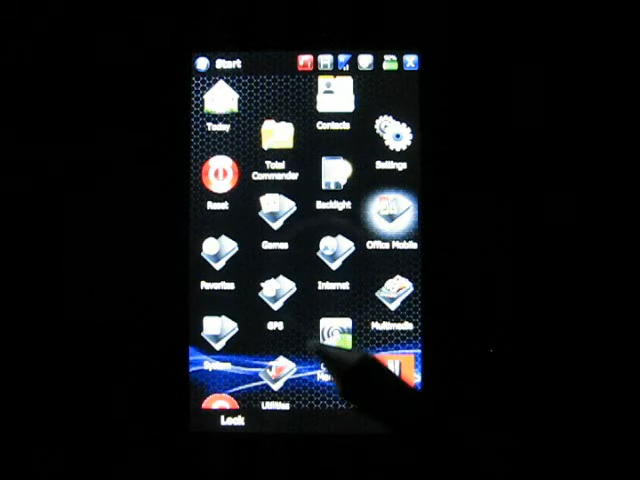 Start
Today
Contacts
Total
Commander
Settings
Reset
Backlight
Games
Office Mobile
Favorites
Internet
GPS
Multimedia
System
Utilities
Lock